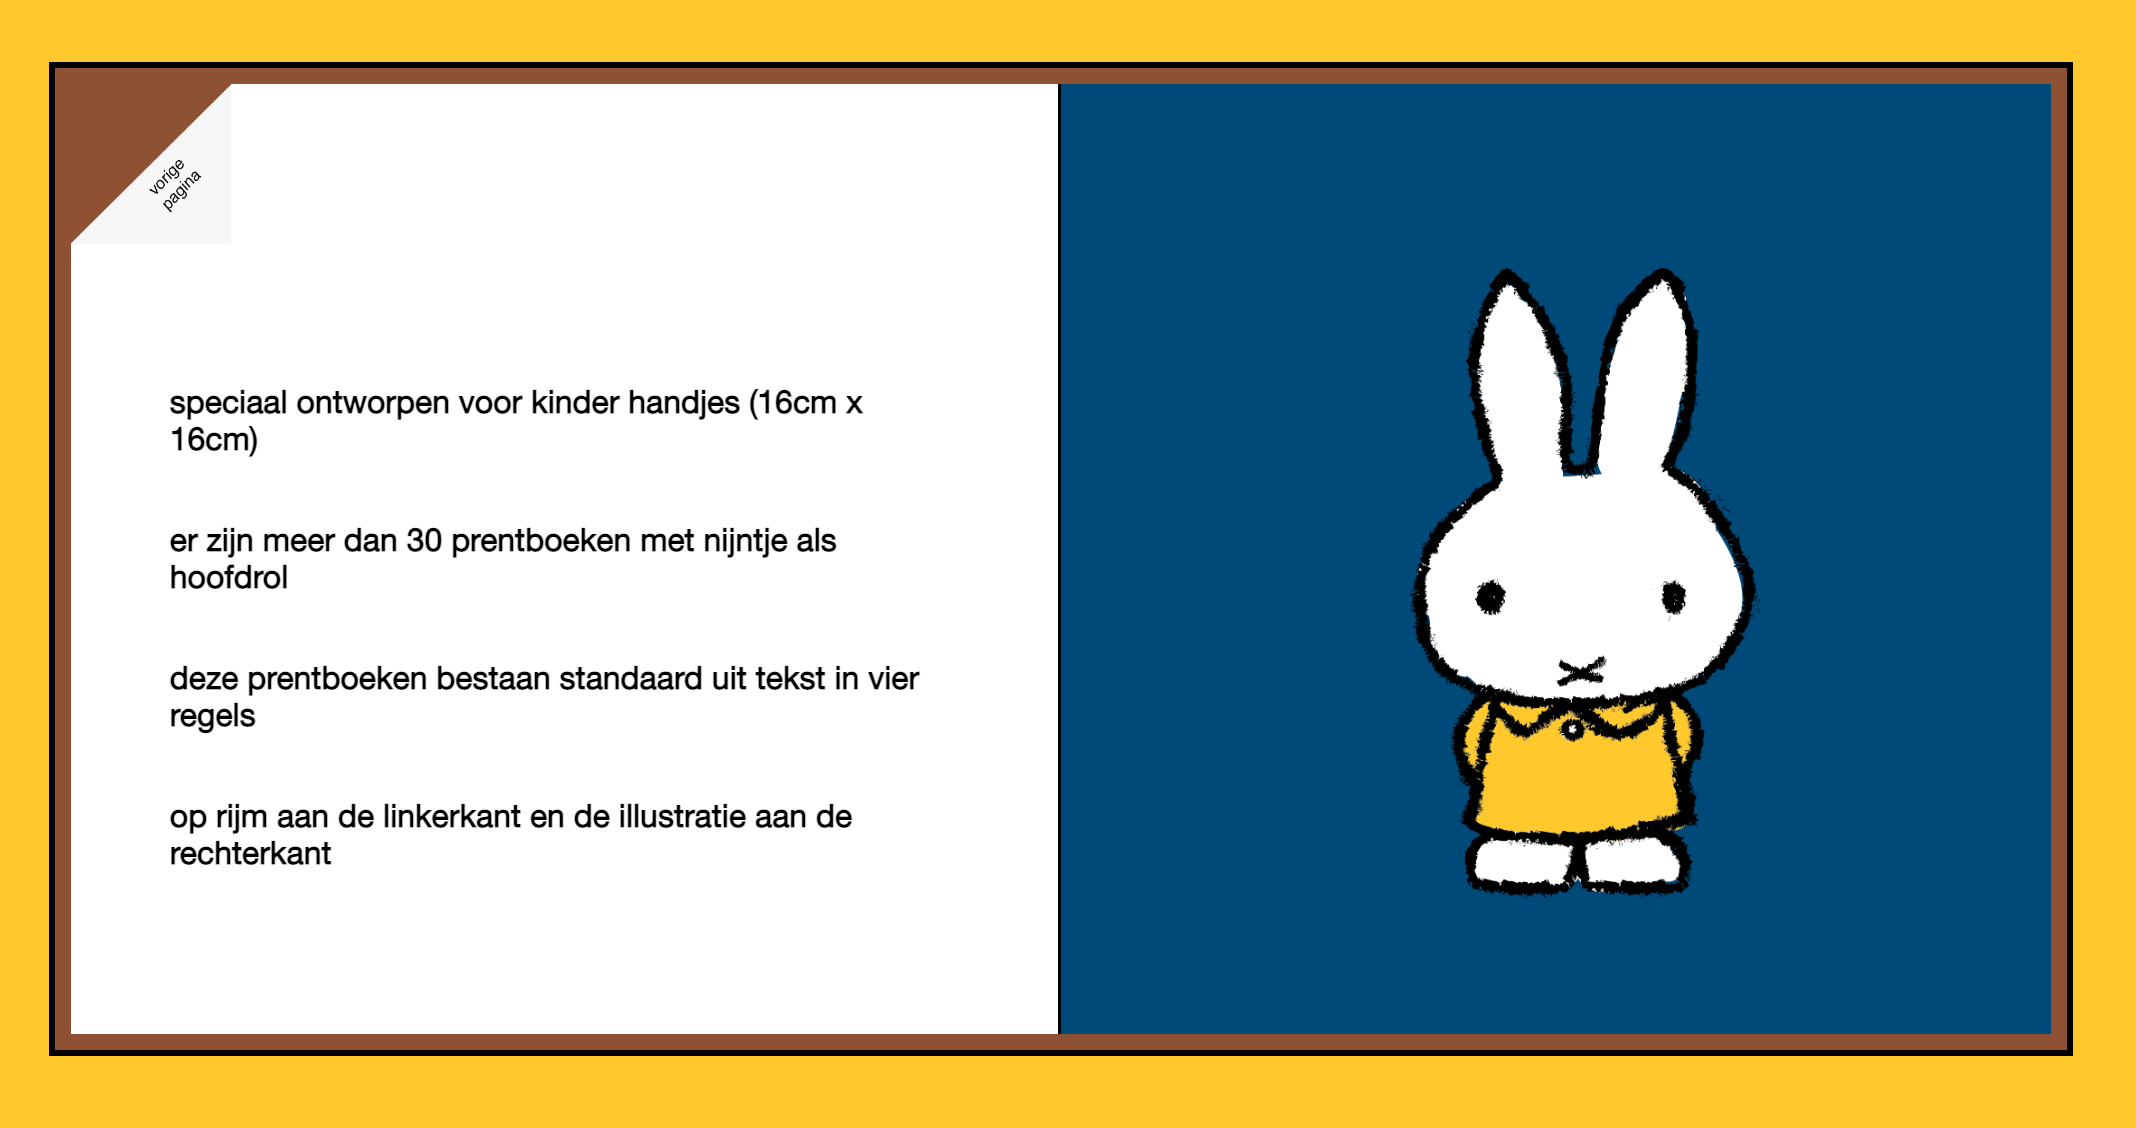 vorige
pagina
speciaal ontworpen voor kinder handjes (16cm x
16cm)
er zijn meer dan 30 prentboeken met nijntje als
hoofdrol
deze prentboeken bestaan standaard uit tekst in vier
regels
op rijm aan de linkerkant en de illustratie aan de
rechterkant